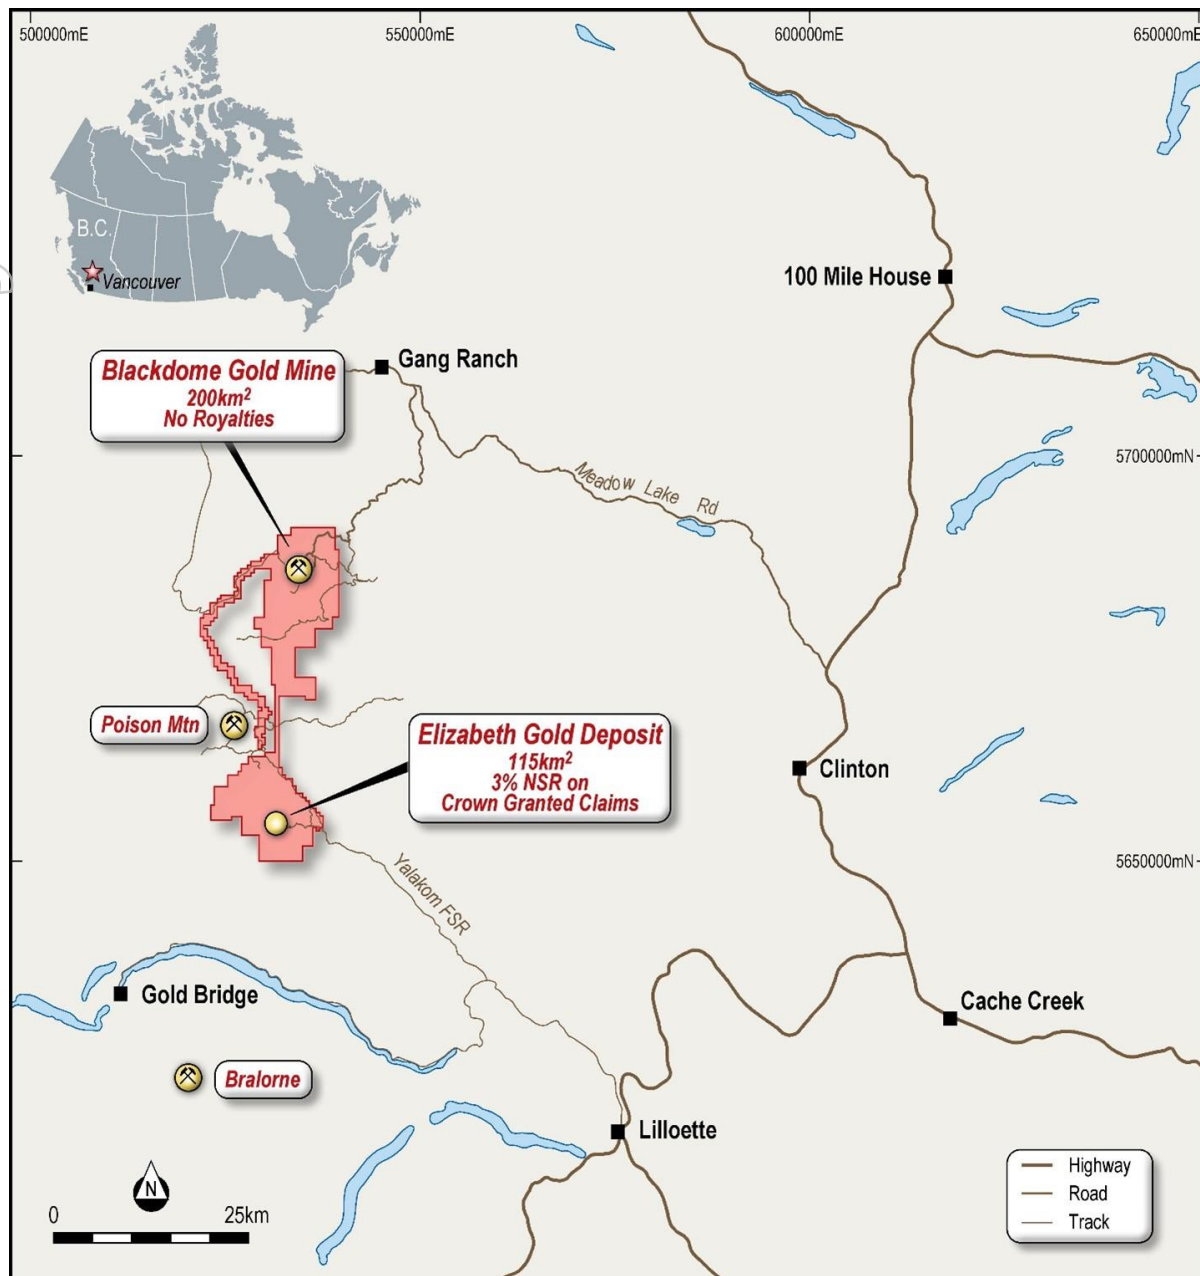 500000mE
550000mE
600000mE
650000mE
B.C.
Vancouver
100 Mile House
Gang Ranch
Blackdome Gold Mine
200km²
No Royalties
5700000mN
Meadow Lake Rd
Poison Mtn
Elizabeth Gold Deposit
115km²
3% NSR on
Crown Granted Claims
Clinton
5650000mN
Yalakom FSR
Gold Bridge
Cache Creek
Bralorne
Lilloette
N
0 25km
Highway
Road
Track